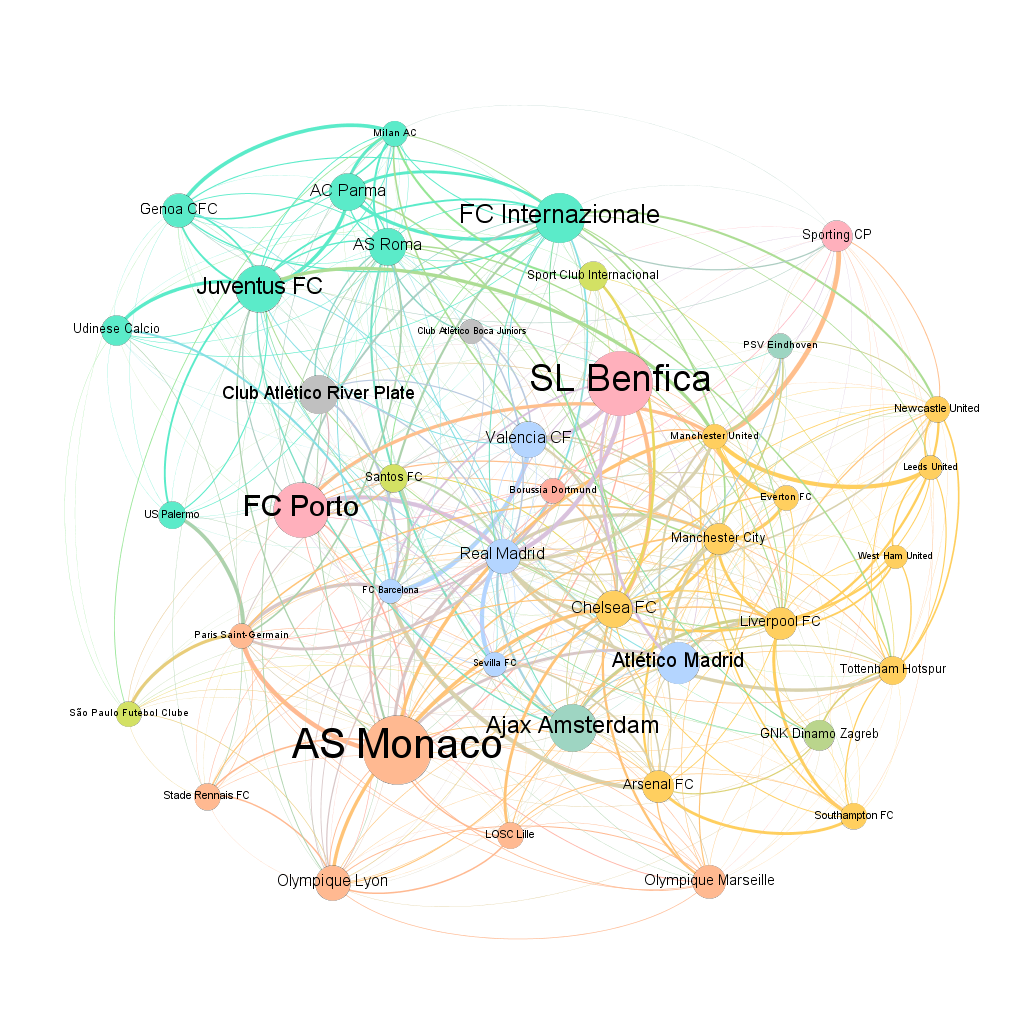 Milan AC
AC Parma
Genoa CFC
FC Internazionale
Sporting CP
AS Roma
Sport Club Internacional
Juventus FC
Udinese Calcio
Club Atlético Boca Juniors
PSV Eindhoven
SL Benfica
Club Atlético River Plate
Newcastle United
Valencia CF
Manchester United
Leeds United
Santos FC
Borussia Dortmund
Everton FC
FC Porto
US Palermo
Manchester City
Real Madrid
West Ham United
FC Barcelona
Chelsea FC
Liverpool FC
Paris Saint-Germain
Sevilla FC
Atlético Madrid
Tottenham Hotspur
São Paulo Futebol Clube
Ajax Amsterdam
GNK Dinamo Zagreb
AS Monaco
Arsenal FC
Stade Rennais FC
Southampton FC
LOSC Lille
Olympique Lyon
Olympique Marseille